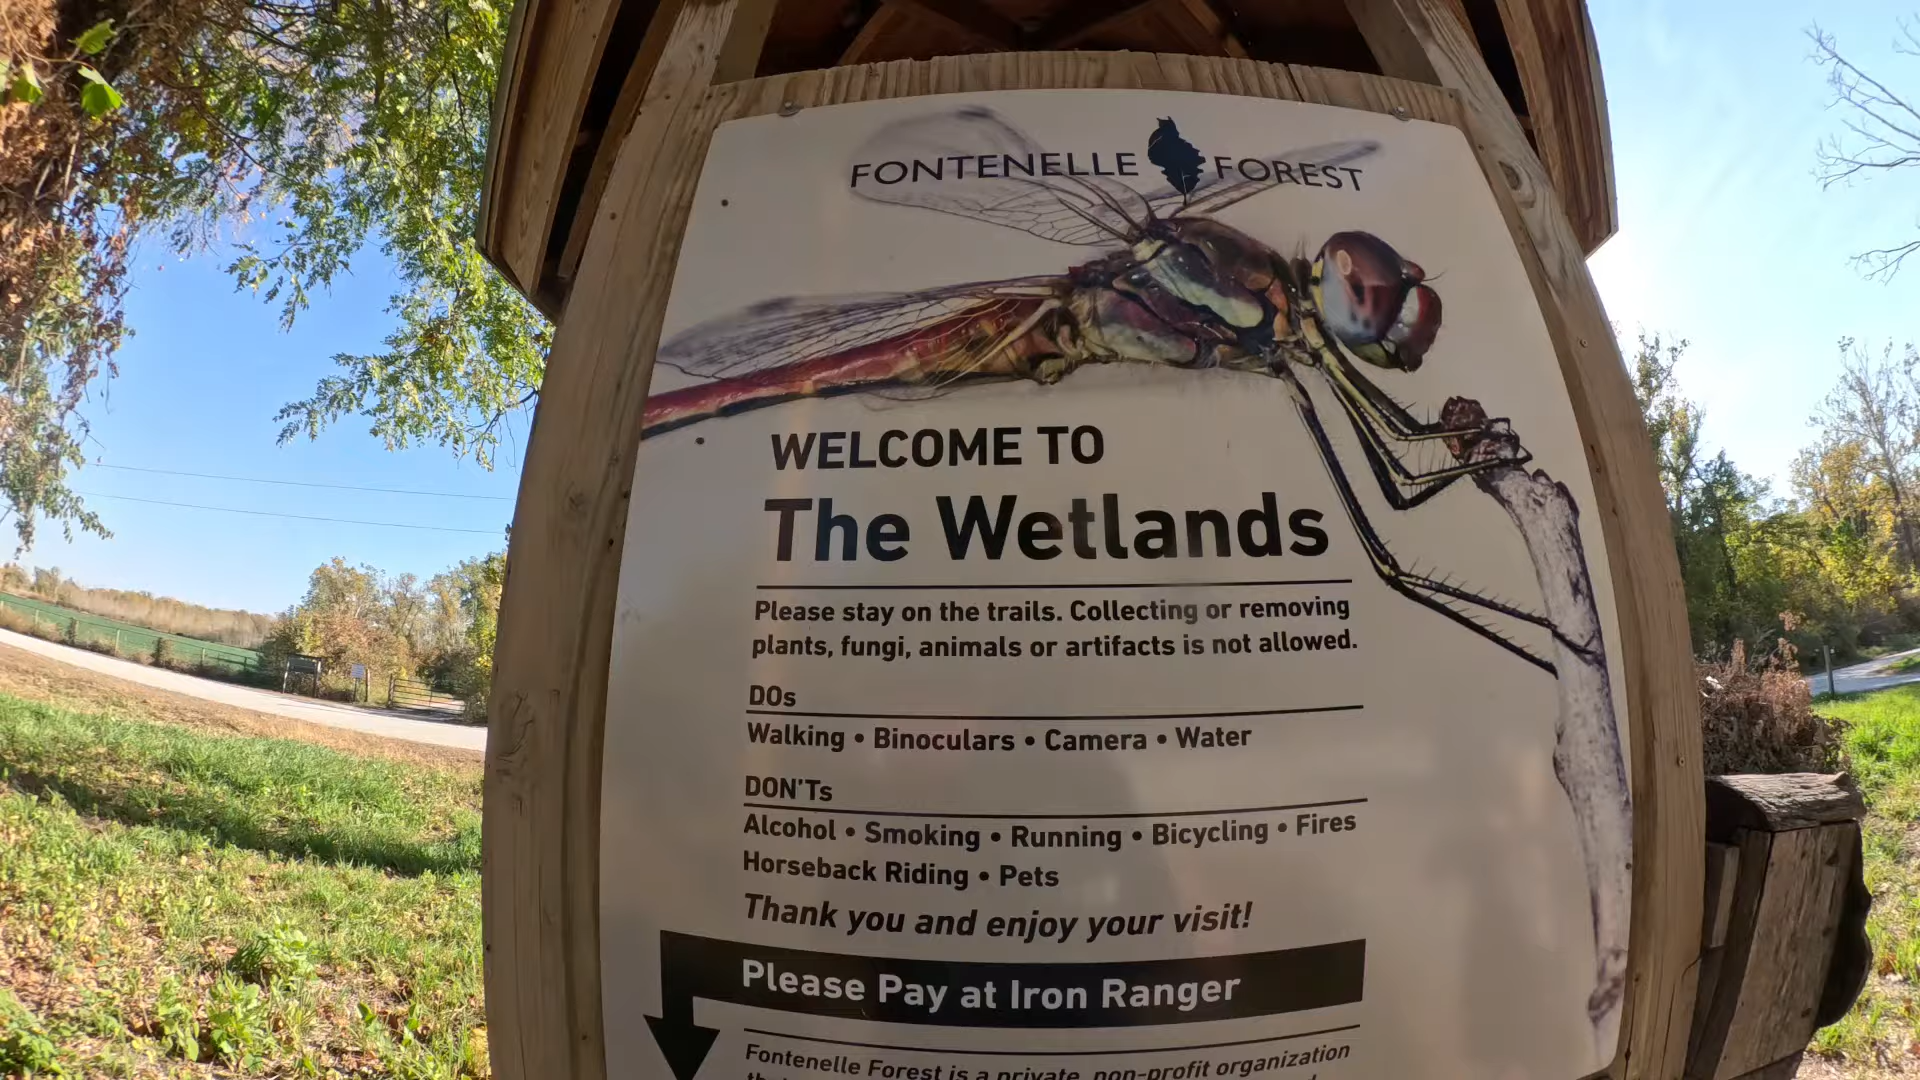 FONTENELLE FOREST
WELCOME TO
The Wetlands
Please stay on the trails. Collecting or removing
plants, fungi, animals or artifacts is not allowed.
DOs
Walking • Binoculars • Camera • Water
DON'Ts
Alcohol • Smoking • Running • Bicycling • Fires
Horseback Riding • Pets
Thank you and enjoy your visit!
Please Pay at Iron Ranger
Fontenelle Forest is a private, non-profit organization